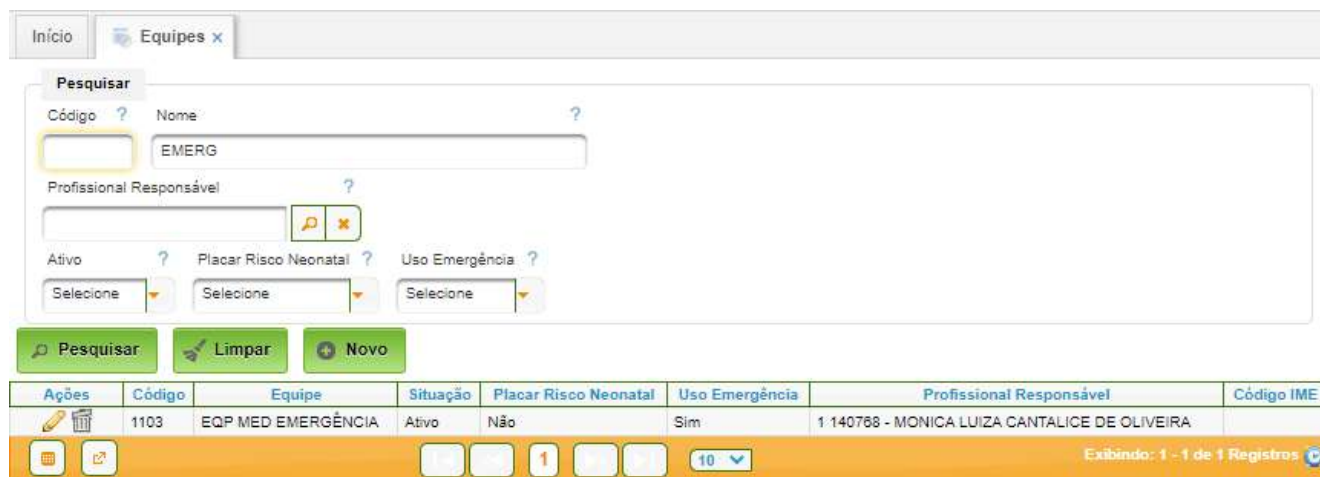 Início Equipes x
Pesquisar
Código ? Nome ?
EMERG
Profissional Responsável ?
Ativo ? Placar Risco Neonatal ? Uso Emergência ?
Selecione Selecione Selecione
Pesquisar Limpar Novo
Ações Código Equipe Situação Placar Risco Neonatal Uso Emergência Profissional Responsável Código IME
1103 EQP MED EMERGÊNCIA Ativo Não Sim 1 140768 - MONICA LUIZA CANTALICE DE OLIVEIRA
1 10 Exibindo: 1 - 1 de 1 Registros